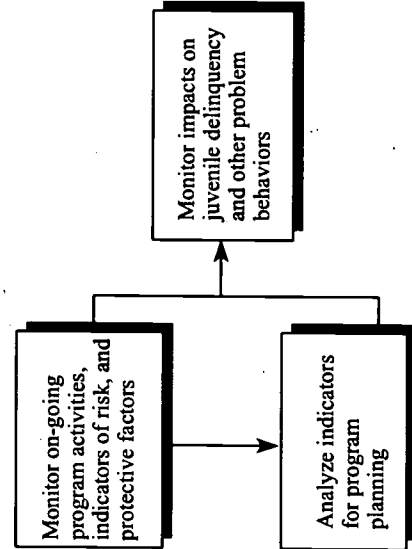 Monitor on-going
program activities,
indicators of risk, and
protective factors
Analyze indicators
for program
planning
Monitor impacts on
juvenile delinquency
and other problem
behaviors